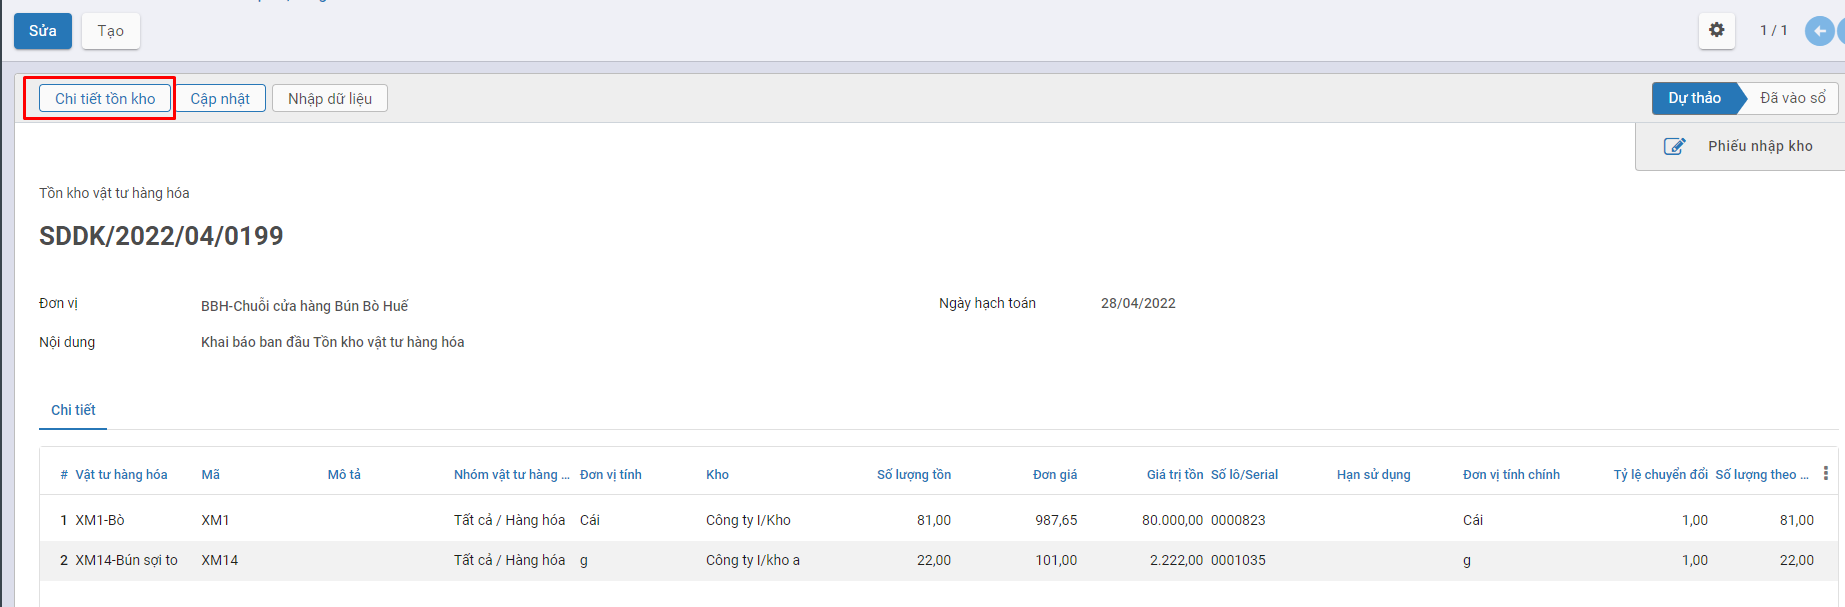 Sửa Tạo 1 / 1
Chi tiết tồn kho Cập nhật Nhập dữ liệu Dự thảo Đã vào sổ
Phiếu nhập kho
Tồn kho vật tư hàng hóa
SDDK/2022/04/0199
Đơn vị BBH-Chuỗi cửa hàng Bún Bò Huế Ngày hạch toán 28/04/2022
Nội dung Khai báo ban đầu Tồn kho vật tư hàng hóa
Chi tiết
# Vật tư hàng hóa Mã Mô tả Nhóm vật tư hàng ... Đơn vị tính Kho Số lượng tồn Đơn giá Giá trị tồn Số lô/Serial Hạn sử dụng Đơn vị tính chính Tỷ lệ chuyển đổi Số lượng theo ...
1 XM1-Bò XM1 Tất cả / Hàng hóa Cái Công ty I/Kho 81,00 987,65 80.000,00 0000823 Cái 1,00 81,00
2 XM14-Bún sợi to XM14 Tất cả / Hàng hóa g Công ty I/kho a 22,00 101,00 2.222,00 0001035 g 1,00 22,00